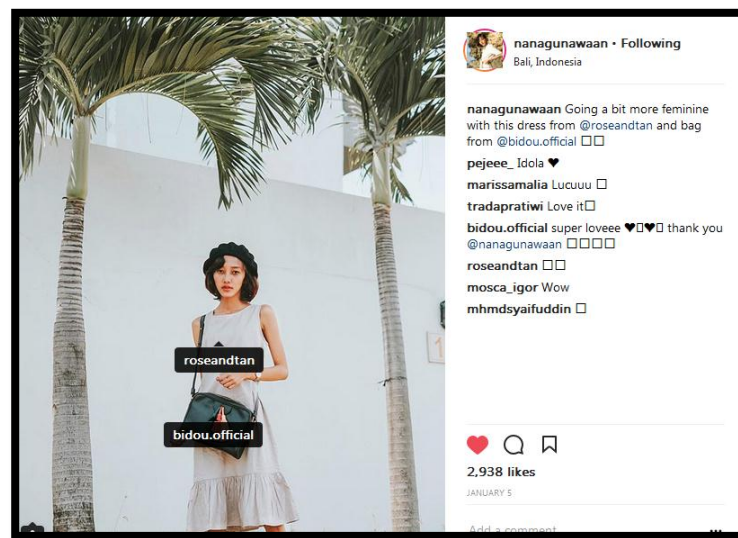 nanagunawaan • Following
Bali, Indonesia
nanagunawaan Going a bit more feminine
with this dress from @roseandtan and bag
from @bidou.official □□
pejeee_ Idola ♥
marissamalia Lucuuu □
tradapratiwi Love it□
bidou.official super loveee ♥▯♥▯ thank you
@nanagunawaan □□□□
roseandtan □□
mosca_igor Wow
mhmdsyaifuddin □
roseandtan
bidou.official
2,938 likes
JANUARY 5
Add a comment...
1